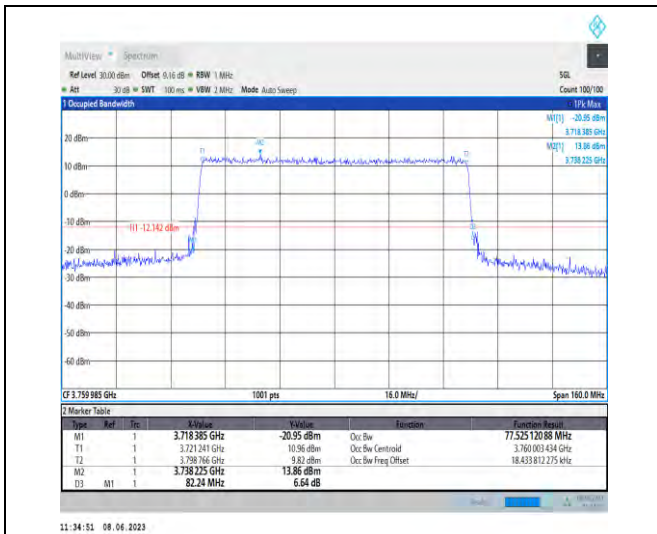 MultiView Spectrum
Ref Level 30.00 dBm Offset 9.16 dB RBW 1 MHz SGL
Att 30 dB SWT 100 ms VBW 2 MHz Mode Auto Sweep Count 100/100
1 Occupied Bandwidth 1Pk Max
M1[1] -20.95 dBm
3.718 385 GHz
M2[1] 13.86 dBm
3.738 225 GHz
20 dBm
M2
T1
T2
10 dBm
0 dBm
-10 dBm
H1 -12.142 dBm
-20 dBm
-30 dBm
-40 dBm
-50 dBm
-60 dBm
CF 3.759 985 GHz 1001 pts 16.0 MHz/ Span 160.0 MHz
2 Marker Table
Type Ref Trc X-Value Y-Value Function Function Result
M1 1 3.718 385 GHz -20.95 dBm Occ Bw 77.525 120 88 MHz
T1 1 3.721 241 GHz 10.96 dBm Occ Bw Centroid 3.760 003 434 GHz
T2 1 3.798 766 GHz 9.82 dBm Occ Bw Freq Offset 18.433 812 275 kHz
M2 1 3.738 225 GHz 13.86 dBm
D3 M1 1 82.24 MHz 6.64 dB
11:34:51 08.06.2023